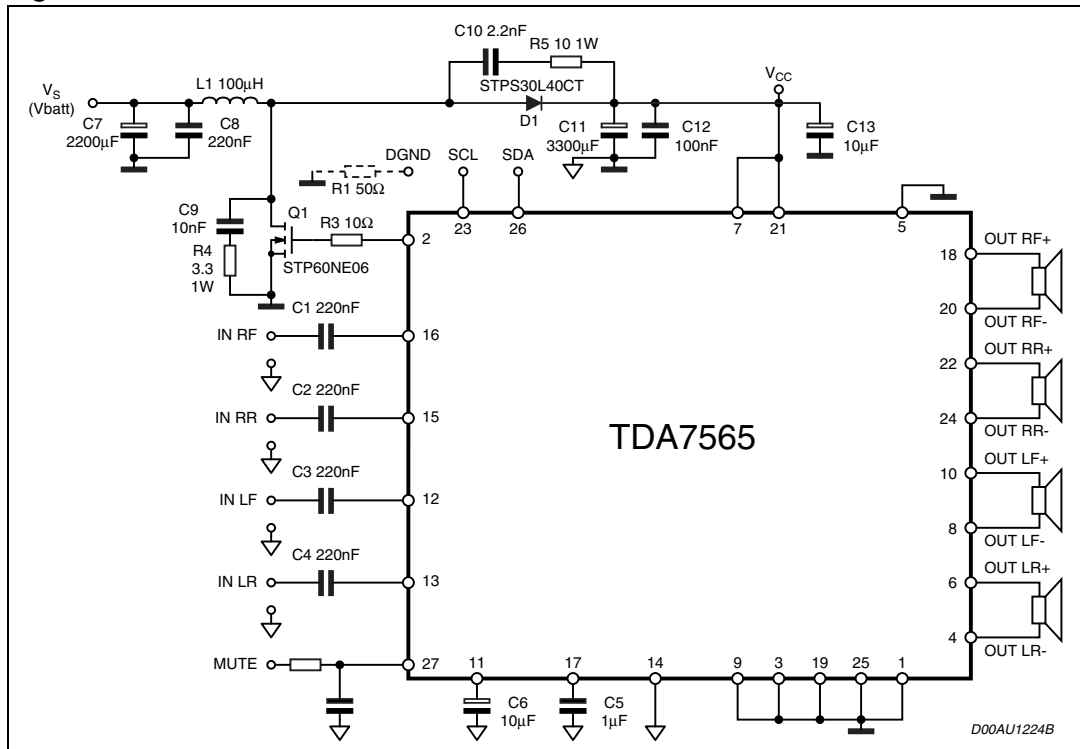 C10 2.2nF
R5 10 1W
STPS30L40CT
D1
VS
(Vbatt)
L1 100μH
VCC
C7
2200μF
C8
220nF
C11
3300μF
C12
100nF
C13
10μF
DGND
SCL
SDA
R1 50Ω
C9
10nF
Q1
R3 10Ω
2
23
26
7
21
5
R4
3.3
1W
STP60NE06
18
OUT RF+
20
OUT RF-
C1 220nF
IN RF
16
22
OUT RR+
24
OUT RR-
C2 220nF
IN RR
15
TDA7565
10
OUT LF+
8
OUT LF-
C3 220nF
IN LF
12
6
OUT LR+
4
OUT LR-
C4 220nF
IN LR
13
MUTE
27
11
17
14
9
3
19
25
1
C6
10μF
C5
1μF
D00AU1224B